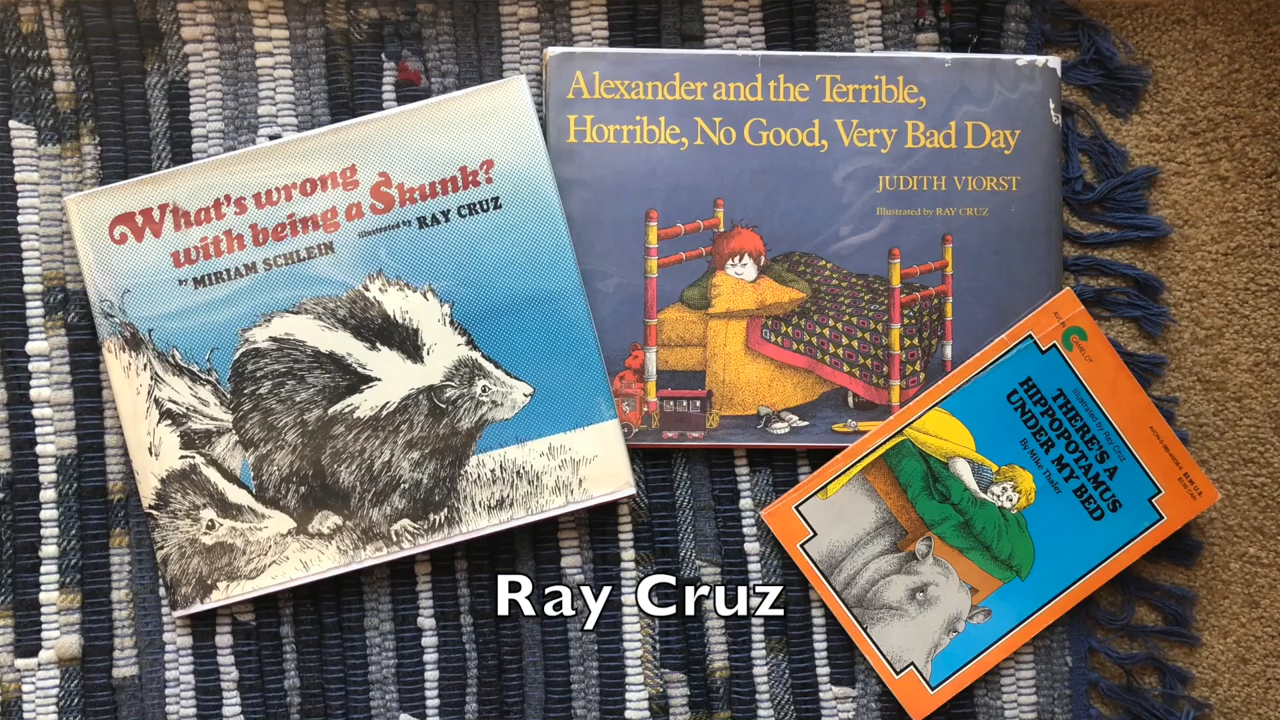 What's wrong
with being a Skunk?
by MIRIAM SCHLEIN
illustrated by RAY CRUZ
Alexander and the Terrible,
Horrible, No Good, Very Bad Day
JUDITH VIORST
Illustrated by RAY CRUZ
AVON
CAMELOT
Illustrated by Ray Cruz
THERE'S A
HIPPOPOTAMUS
UNDER MY BED
By Mike Thaler
Ray Cruz